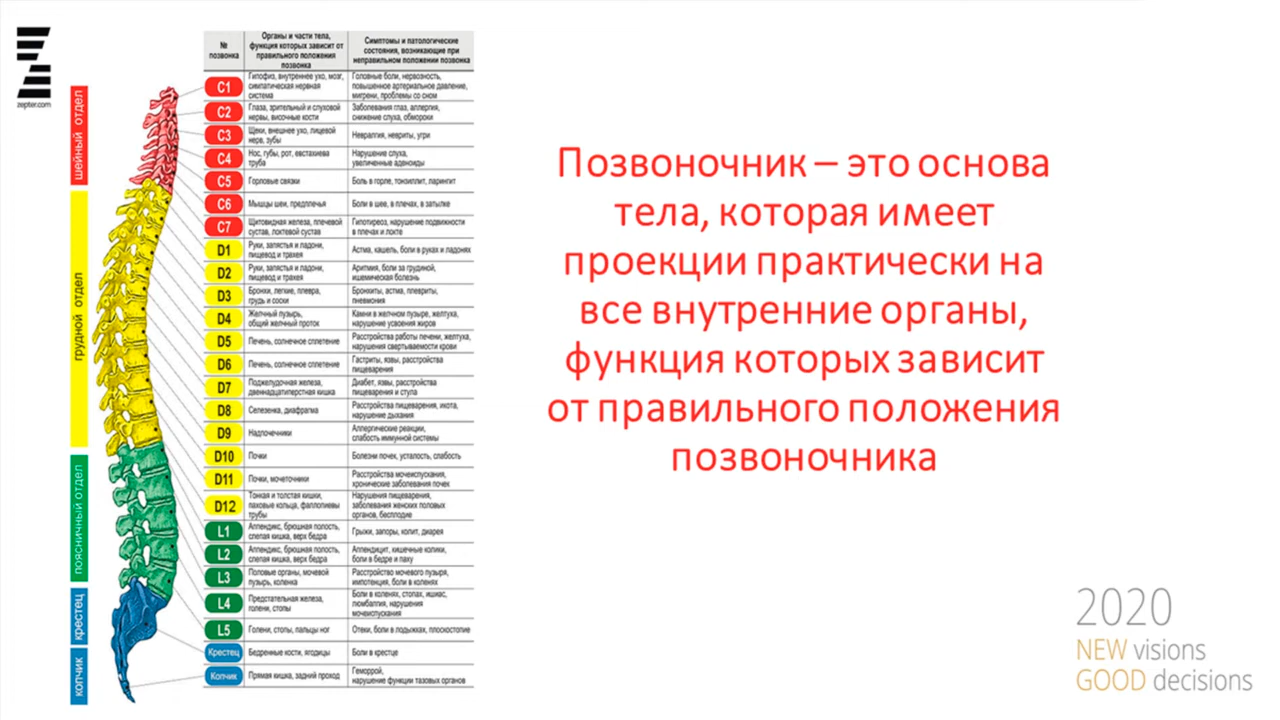 zepter.com
шейный отдел
грудной отдел
поясничный отдел
крестец
копчик
№
позвонка
Органы и части тела,
функция которых зависит от
правильного положения
позвонка
Симптомы и патологические
состояния, возникающие при
неправильном положении позвонка
C1
Гипофиз, внутреннее ухо, мозг,
симпатическая нервная
система
Головные боли, нервозность,
повышенное артериальное давление,
мигрени, проблемы со сном
C2
Глаза, зрительный и слуховой
нервы, височные кости
Заболевания глаз, аллергия,
снижение слуха, обмороки
C3
Щеки, внешнее ухо, лицевой
нерв, зубы
Невралгия, невриты, угри
C4
Нос, губы, рот, евстахиева
труба
Нарушение слуха,
увеличенные аденоиды
C5
Горловые связки
Боль в горле, тонзиллит, ларингит
C6
Мышцы шеи, предплечья
Боли в шее, в плечах, в затылке
C7
Щитовидная железа, плечевой
сустав, локтевой сустав
Гипотиреоз, нарушение подвижности
в плечах и локте
D1
Руки, запястья и ладони,
пищевод и трахея
Астма, кашель, боли в руках и ладонях
D2
Руки, запястья и ладони,
пищевод и трахея
Аритмия, боли за грудиной,
ишемическая болезнь
D3
Бронхи, легкие, плевра,
грудь и соски
Бронхиты, астма, плевриты,
пневмония
D4
Желчный пузырь,
общий желчный проток
Камни в желчном пузыре, желтуха,
нарушение усвоения жиров
D5
Печень, солнечное сплетение
Расстройства работы печени, желтуха,
нарушения свертываемости крови
D6
Печень, солнечное сплетение
Гастриты, язвы, расстройства
пищеварения
D7
Поджелудочная железа,
двеннадцатиперстная кишка
Диабет, язвы, расстройства
пищеварения и стула
D8
Селезенка, диафрагма
Расстройства пищеварения, икота,
нарушение дыхания
D9
Надпочечники
Аллергические реакции,
слабость иммунной системы
D10
Почки
Болезни почек, усталость, слабость
D11
Почки, мочеточники
Расстройства мочеиспускания,
хронические заболевания почек
D12
Тонкая и толстая кишки,
паховые кольца, фаллопиевы
трубы
Нарушения пищеварения,
заболевания женских половых
органов, бесплодие
L1
Аппендикс, брюшная полость,
слепая кишка, верх бедра
Грыжи, запоры, колит, диарея
L2
Аппендикс, брюшная полость,
слепая кишка, верх бедра
Аппендицит, кишечные колики,
боли в бедре и паху
L3
Половые органы, мочевой
пузырь, коленка
Расстройство мочевого пузыря,
импотенция, боли в коленях
L4
Предстательная железа,
голени, стопы
Боли в коленях, стопах, ишиас,
люмбалгия, нарушения
мочеиспускания
L5
Голени, стопы, пальцы ног
Отеки, боли в лодыжках, плоскостопие
Крестец
Бедренные кости, ягодицы
Боли в крестце
Копчик
Прямая кишка, задний проход
Геморрой,
нарушение функции тазовых органов
Позвоночник – это основа
тела, которая имеет
проекции практически на
все внутренние органы,
функция которых зависит
от правильного положения
позвоночника
2020
NEW visions
GOOD decisions